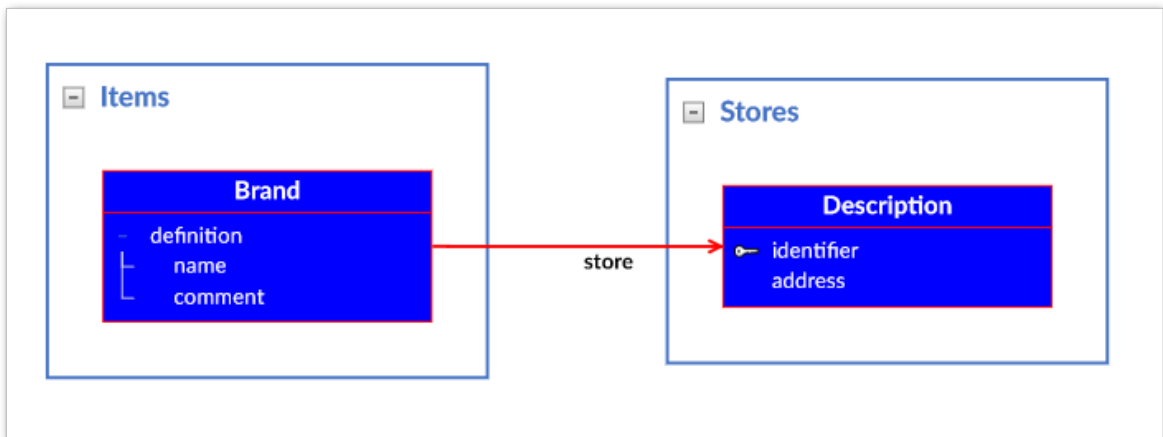 Items
Brand
definition
name
comment
store
Stores
Description
identifier
address